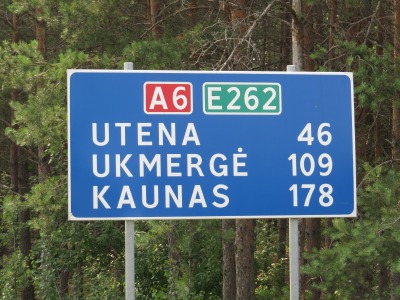 A6 E262
UTENA 46
UKMERGĖ 109
KAUNAS 178